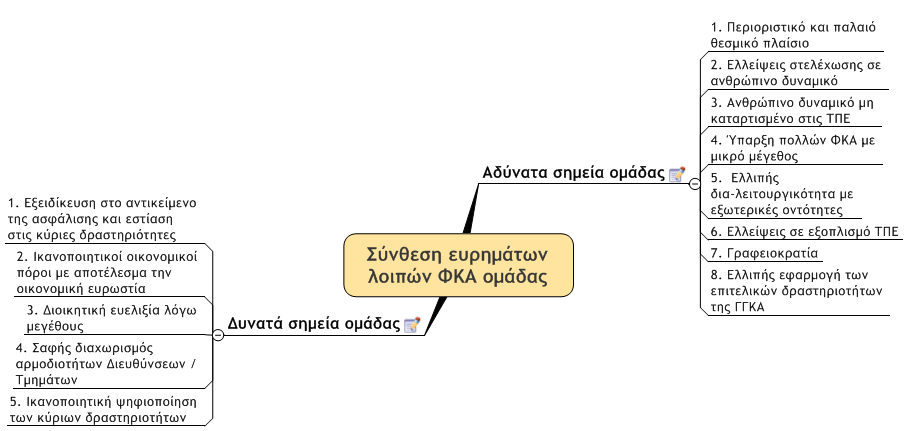 1. Περιοριστικό και παλαιό
θεσμικό πλαίσιο
2. Ελλείψεις στελέχωσης σε
ανθρώπινο δυναμικό
3. Ανθρώπινο δυναμικό μη
καταρτισμένο στις ΤΠΕ
4. Ύπαρξη πολλών ΦΚΑ με
μικρό μέγεθος
5.  Ελλιπής
δια-λειτουργικότητα με
εξωτερικές οντότητες
6. Ελλείψεις σε εξοπλισμό ΤΠΕ
7. Γραφειοκρατία
8. Ελλιπής εφαρμογή των
επιτελικών δραστηριοτήτων
της ΓΓΚΑ
Αδύνατα σημεία ομάδας
Σύνθεση ευρημάτων
λοιπών ΦΚΑ ομάδας
Δυνατά σημεία ομάδας
1. Εξειδίκευση στο αντικείμενο
της ασφάλισης και εστίαση
στις κύριες δραστηριότητες
2. Ικανοποιητικοί οικονομικοί
πόροι με αποτέλεσμα την
οικονομική ευρωστία
3. Διοικητική ευελιξία λόγω
μεγέθους
4. Σαφής διαχωρισμός
αρμοδιοτήτων Διευθύνσεων /
Τμημάτων
5. Ικανοποιητική ψηφιοποίηση
των κύριων δραστηριοτήτων